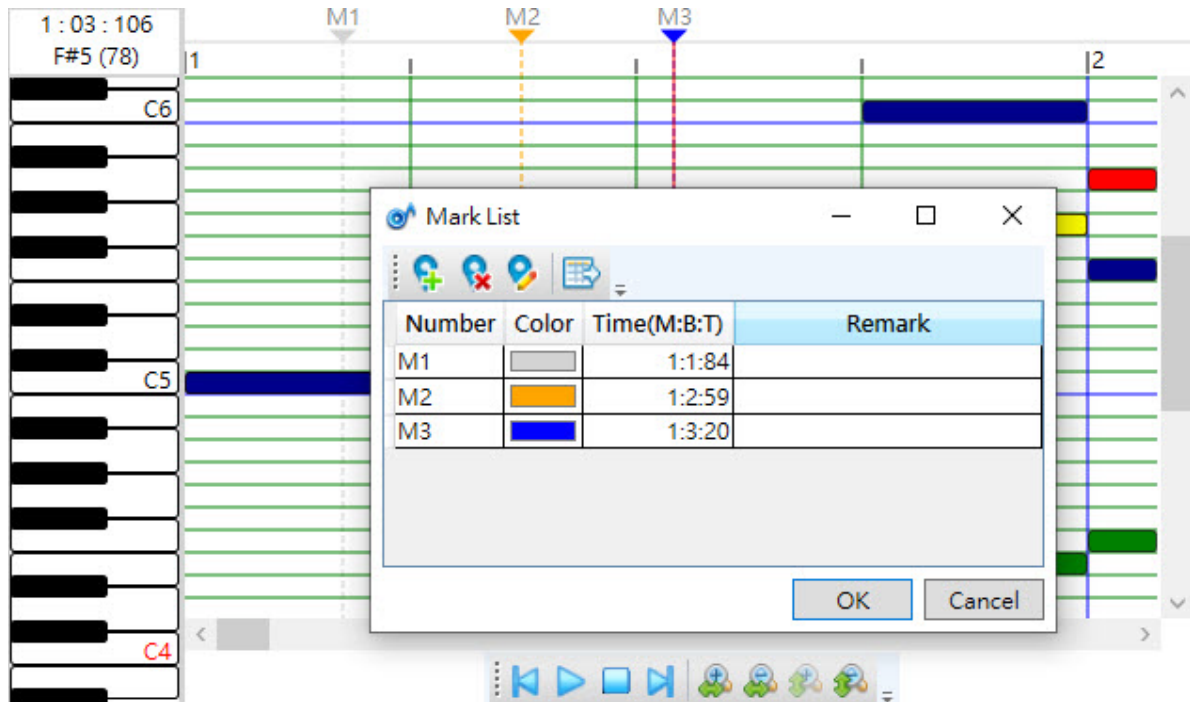 1 : 03 : 106
F#5 (78)
M1 M2 M3
1 2
C6
C5
C4
Mark List
Number Color Time(M:B:T) Remark
M1 1:1:84
M2 1:2:59
M3 1:3:20
OK Cancel